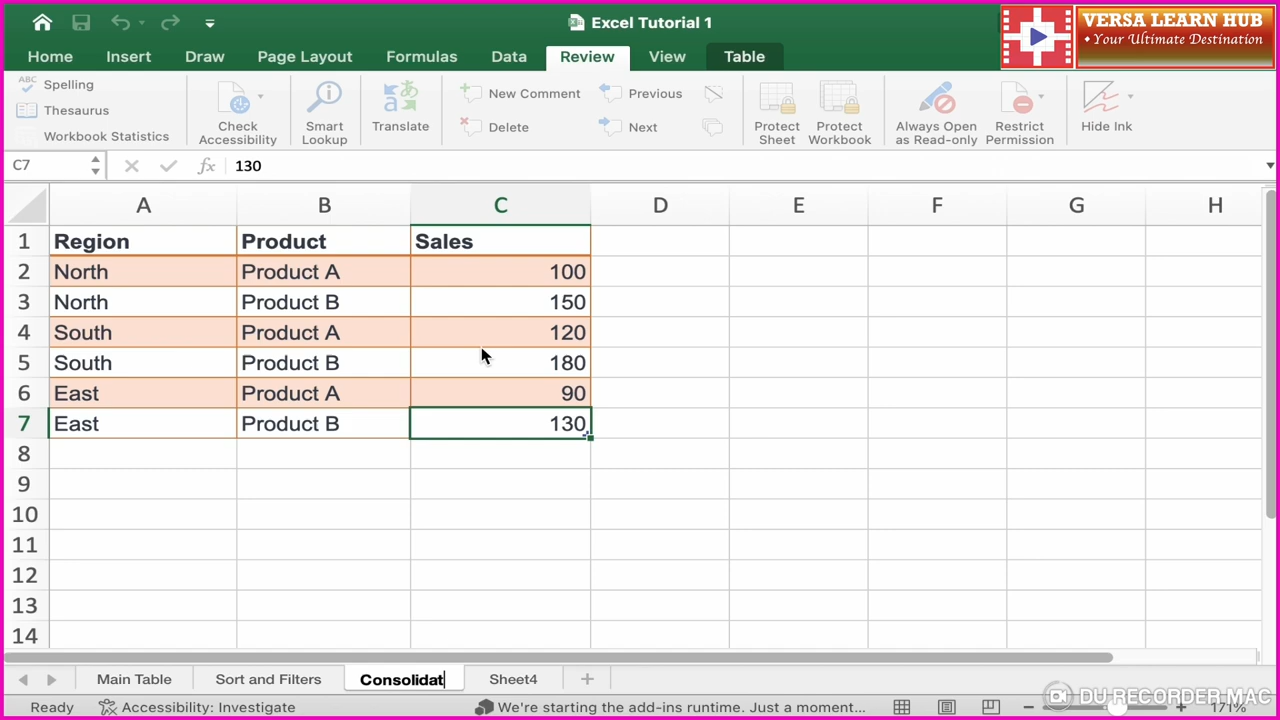 Excel Tutorial 1
VERSA LEARN HUB
• Your Ultimate Destination
Home Insert Draw Page Layout Formulas Data Review View Table
ABC Spelling
Thesaurus
Workbook Statistics
Check Accessibility
Smart Lookup
Translate
New Comment
Delete
Previous
Next
Protect Sheet
Protect Workbook
Always Open as Read-only
Restrict Permission
Hide Ink
C7 fx 130
A B C D E F G H
1 Region Product Sales
2 North Product A 100
3 North Product B 150
4 South Product A 120
5 South Product B 180
6 East Product A 90
7 East Product B 130
8
9
10
11
12
13
14
Main Table Sort and Filters Consolidat Sheet4 +
Ready Accessibility: Investigate We're starting the add-ins runtime. Just a moment... 171%
DU RECORDER MAC